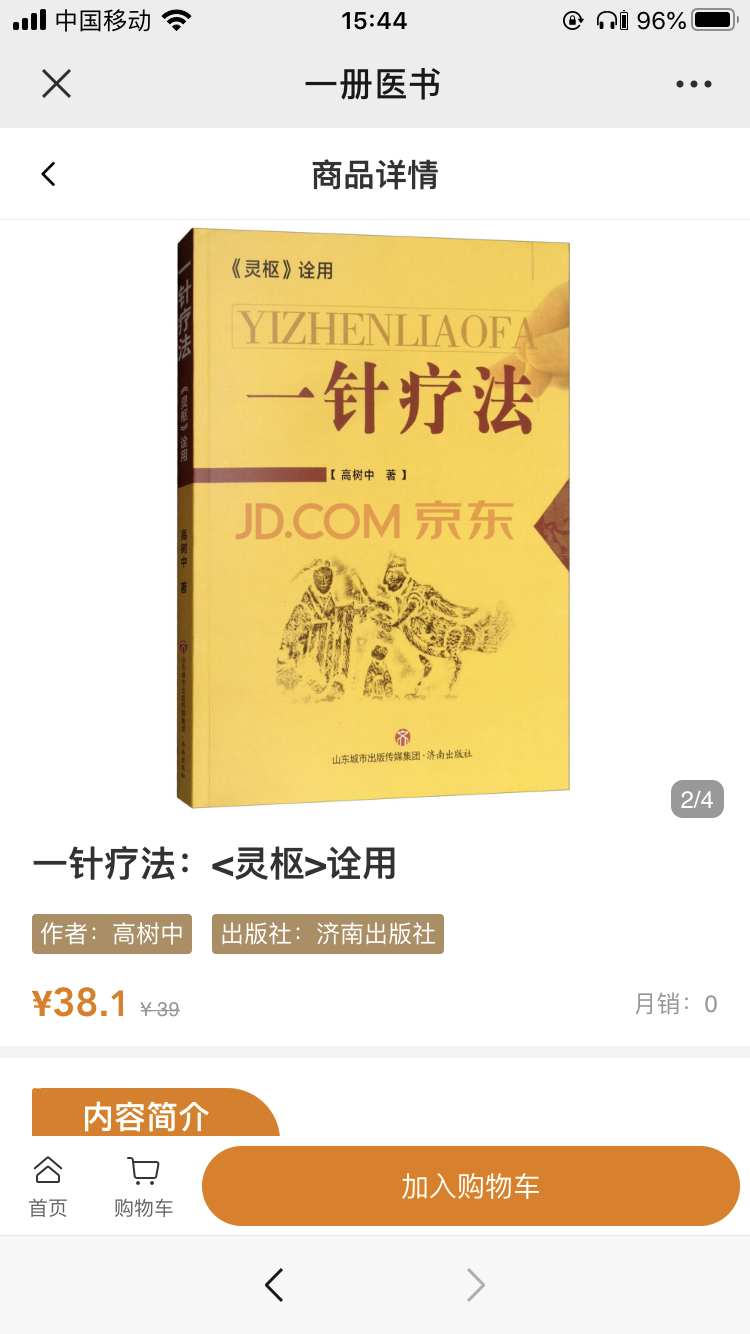 中国移动
15:44
96%
一册医书
商品详情
《灵枢》诠用
YIZHENLIAOFA
一针疗法
【高树中 著】
JD.COM 京东
山东城市出版传媒集团·济南出版社
一针疗法
《灵枢》诠用
高树中 著
2/4
一针疗法：<灵枢>诠用
作者：高树中
出版社：济南出版社
¥38.1
¥39
月销：0
内容简介
首页
购物车
加入购物车